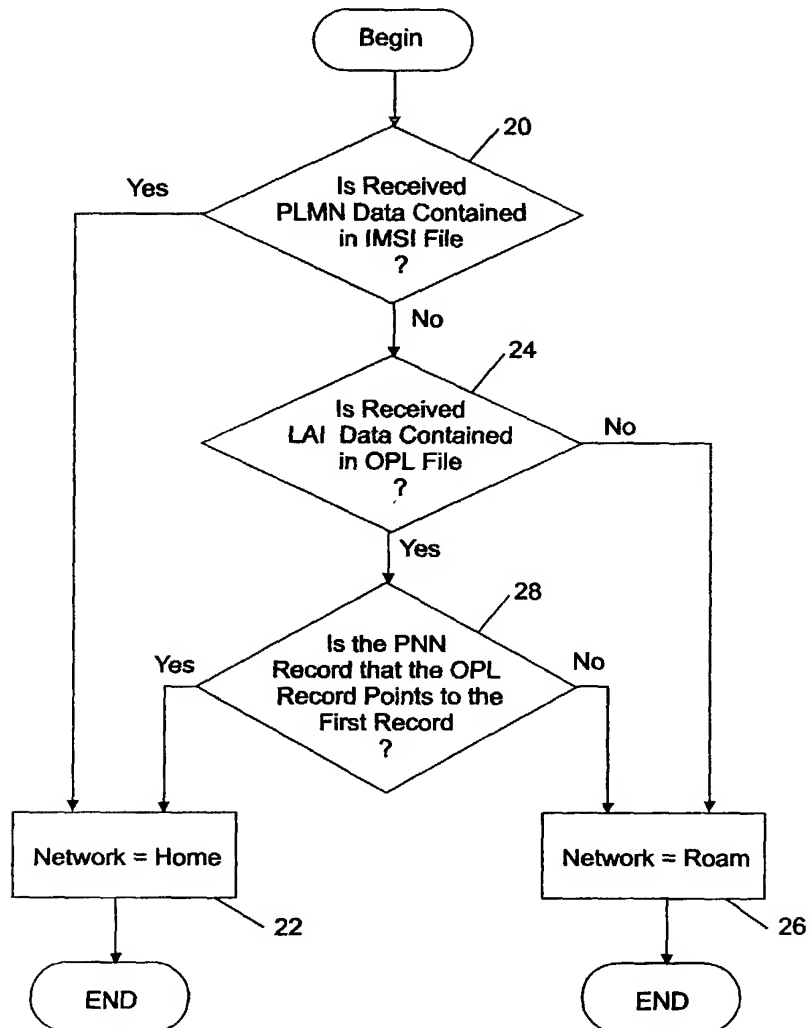 Begin
20
Yes
Is Received
PLMN Data Contained
in IMSI File
?
No
24
Is Received
LAI Data Contained
in OPL File
?
No
Yes
28
Yes
Is the PNN
Record that the OPL
Record Points to the
First Record
?
No
Network = Home
Network = Roam
22
26
END
END